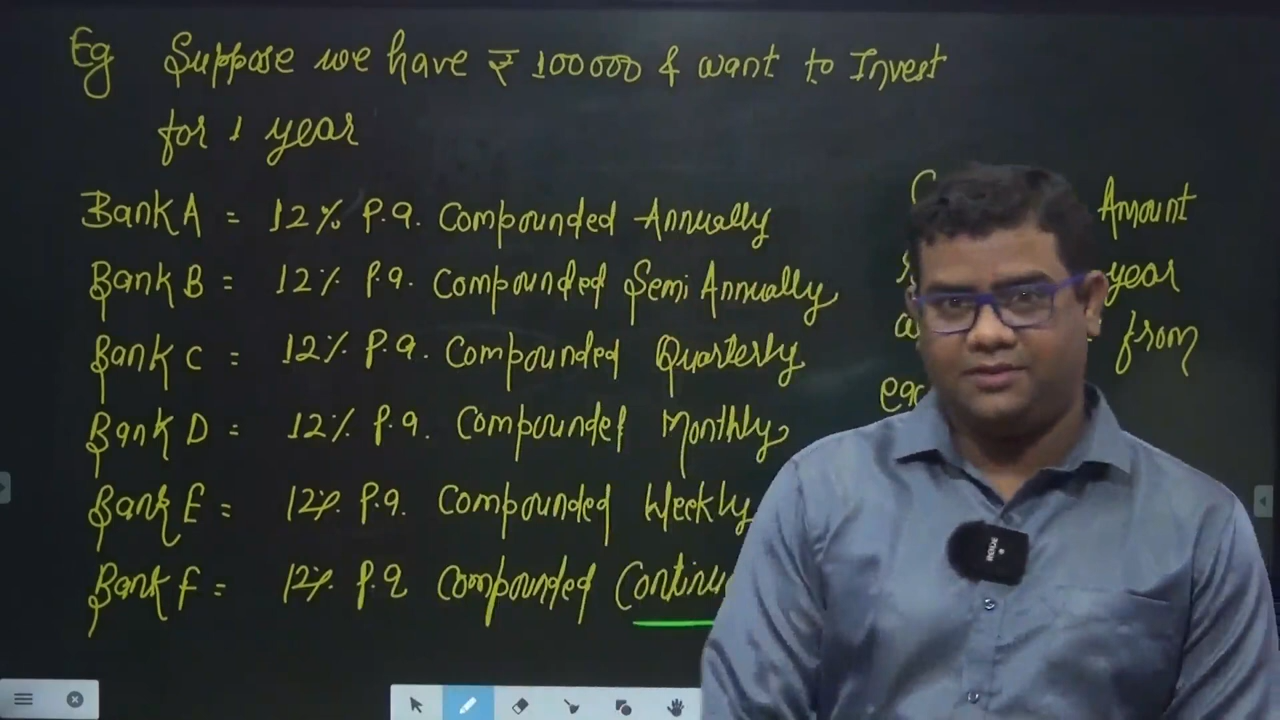 Eg Suppose we have ₹ 100000 & want to Invest
for 1 year
Bank A = 12% P.a. Compounded Annually
Bank B = 12% P.a. Compounded Semi Annually
Bank C = 12% P.a. Compounded Quarterly
Bank D = 12% P.a. Compounded Monthly
Bank E = 12% P.a. Compounded Weekly
Bank F = 12% P.a Compounded
Amount
year
from